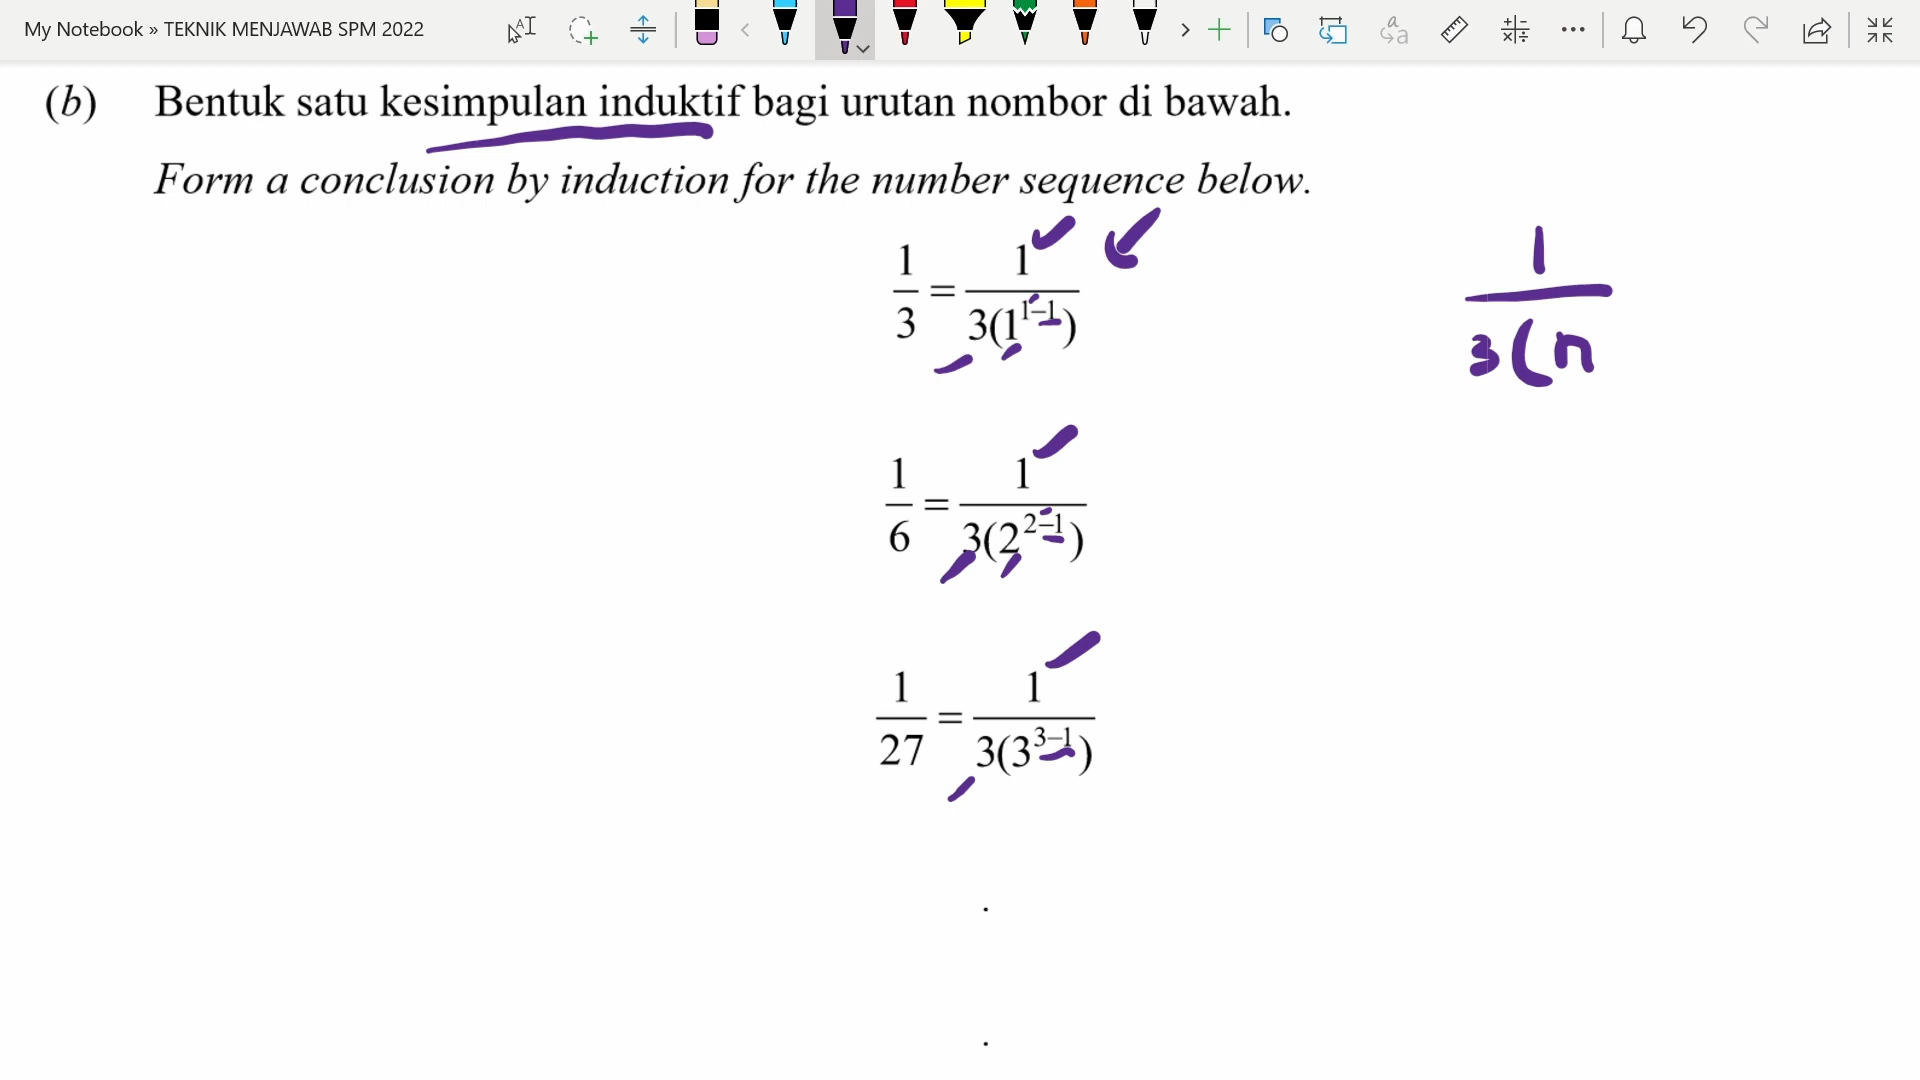 My Notebook » TEKNIK MENJAWAB SPM 2022
(b) Bentuk satu kesimpulan induktif bagi urutan nombor di bawah.
Form a conclusion by induction for the number sequence below.
1/3 = 1/3(1^{1–1})
1/(3(n
1/6 = 1/3(2^{2–1})
1/27 = 1/3(3^{3–1})
.
.